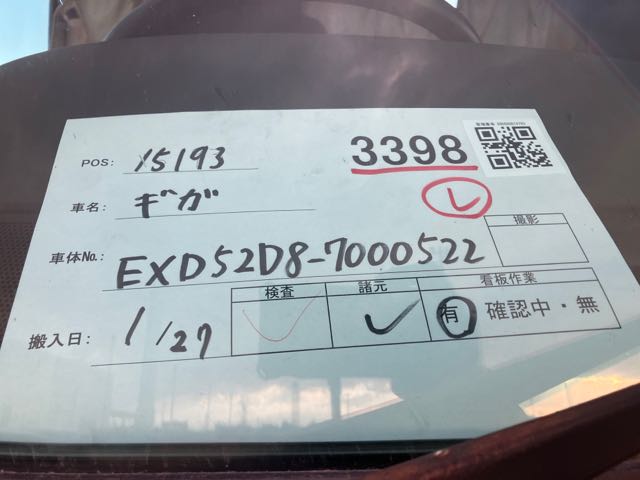 POS: 15193
3398
車名: ギガ
レ
車体No.: EXD52D8-7000522
撮影
検査 諸元 看板作業
搬入日: 1/27 ✓ ✓ 有 確認中・無